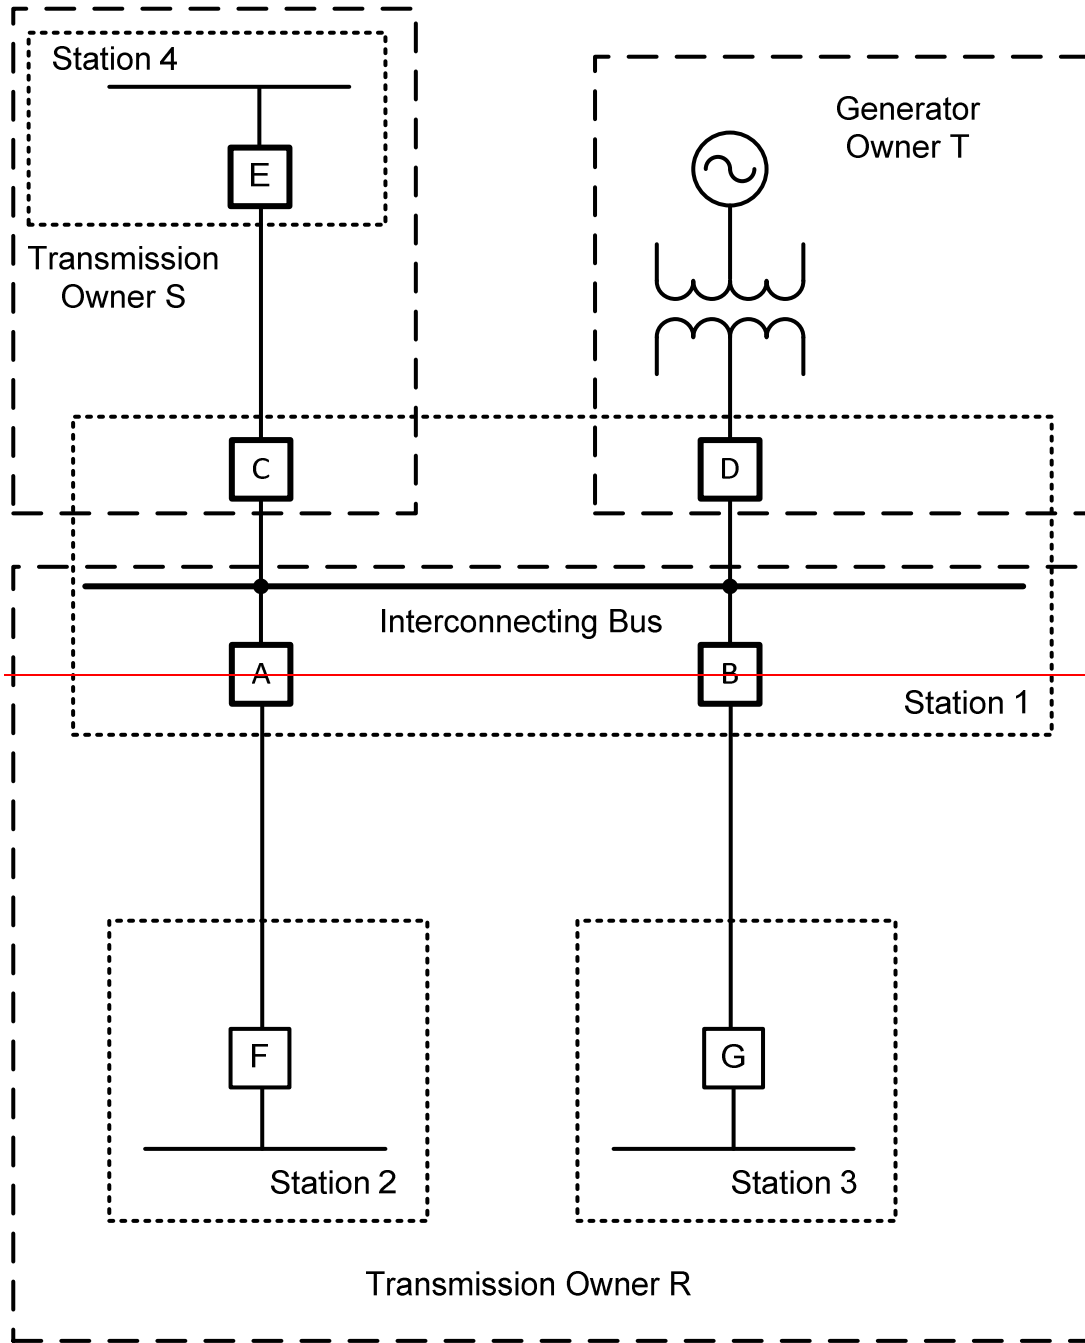 Station 4
E
Transmission
Owner S
Generator
Owner T
C
D
Interconnecting Bus
A
B
Station 1
F
G
Station 2
Station 3
Transmission Owner R